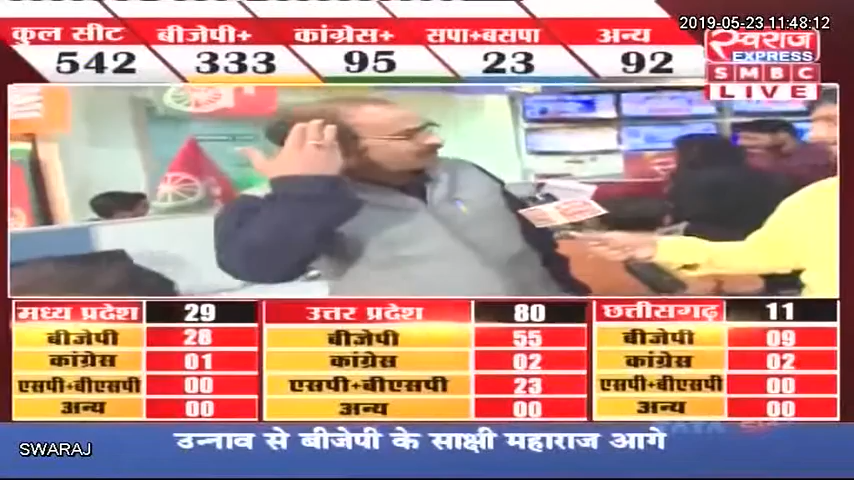 2019-05-23 11:48:12
कुल सीट बीजेपी+ कांग्रेस+ सपा+बसपा अन्य
542 333 95 23 92
स्वराज
EXPRESS
SMBC
LIVE
मध्य प्रदेश 29
बीजेपी 28
कांग्रेस 01
एसपी+बीएसपी 00
अन्य 00
उत्तर प्रदेश 80
बीजेपी 55
कांग्रेस 02
एसपी+बीएसपी 23
अन्य 00
छत्तीसगढ़ 11
बीजेपी 09
कांग्रेस 02
एसपी+बीएसपी 00
अन्य 00
उन्नाव से बीजेपी के साक्षी महाराज आगे
SWARAJ